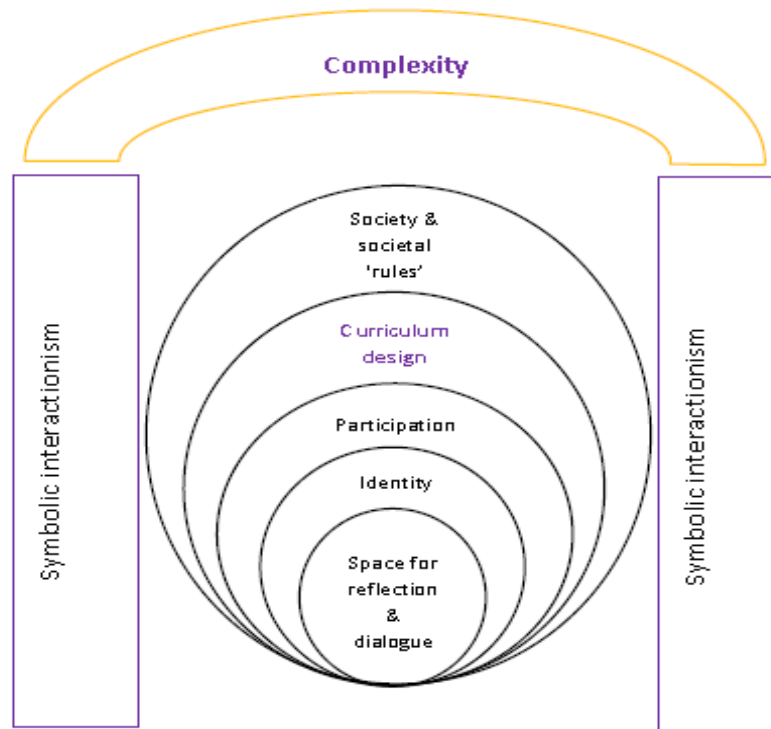 Complexity
Society &
societal
'rules'
Curriculum
design
Participation
Identity
Space for
reflection
&
dialogue
Symbolic interactionism
Symbolic interactionism